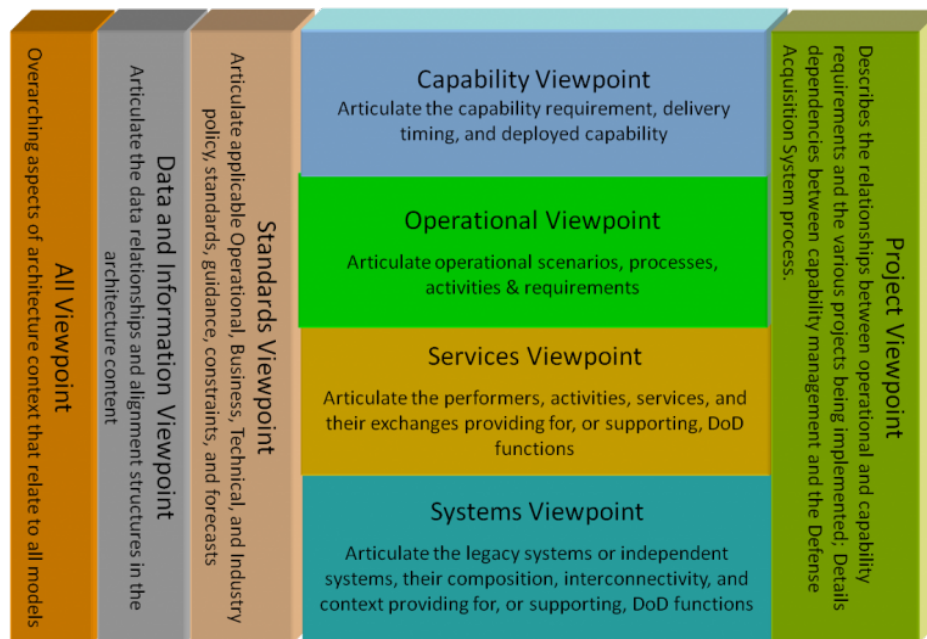 All Viewpoint
Overarching aspects of architecture context that relate to all models
Data and Information Viewpoint
Articulate the data relationships and alignment structures in the
architecture content
Standards Viewpoint
Articulate applicable Operational, Business, Technical, and Industry
policy, standards, guidance, constraints, and forecasts
Capability Viewpoint
Articulate the capability requirement, delivery
timing, and deployed capability
Operational Viewpoint
Articulate operational scenarios, processes,
activities & requirements
Services Viewpoint
Articulate the performers, activities, services, and
their exchanges providing for, or supporting, DoD
functions
Systems Viewpoint
Articulate the legacy systems or independent
systems, their composition, interconnectivity, and
context providing for, or supporting, DoD functions
Project Viewpoint
Describes the relationships between operational and capability
requirements and the various projects being implemented; Details
dependencies between capability management and the Defense
Acquisition System process.